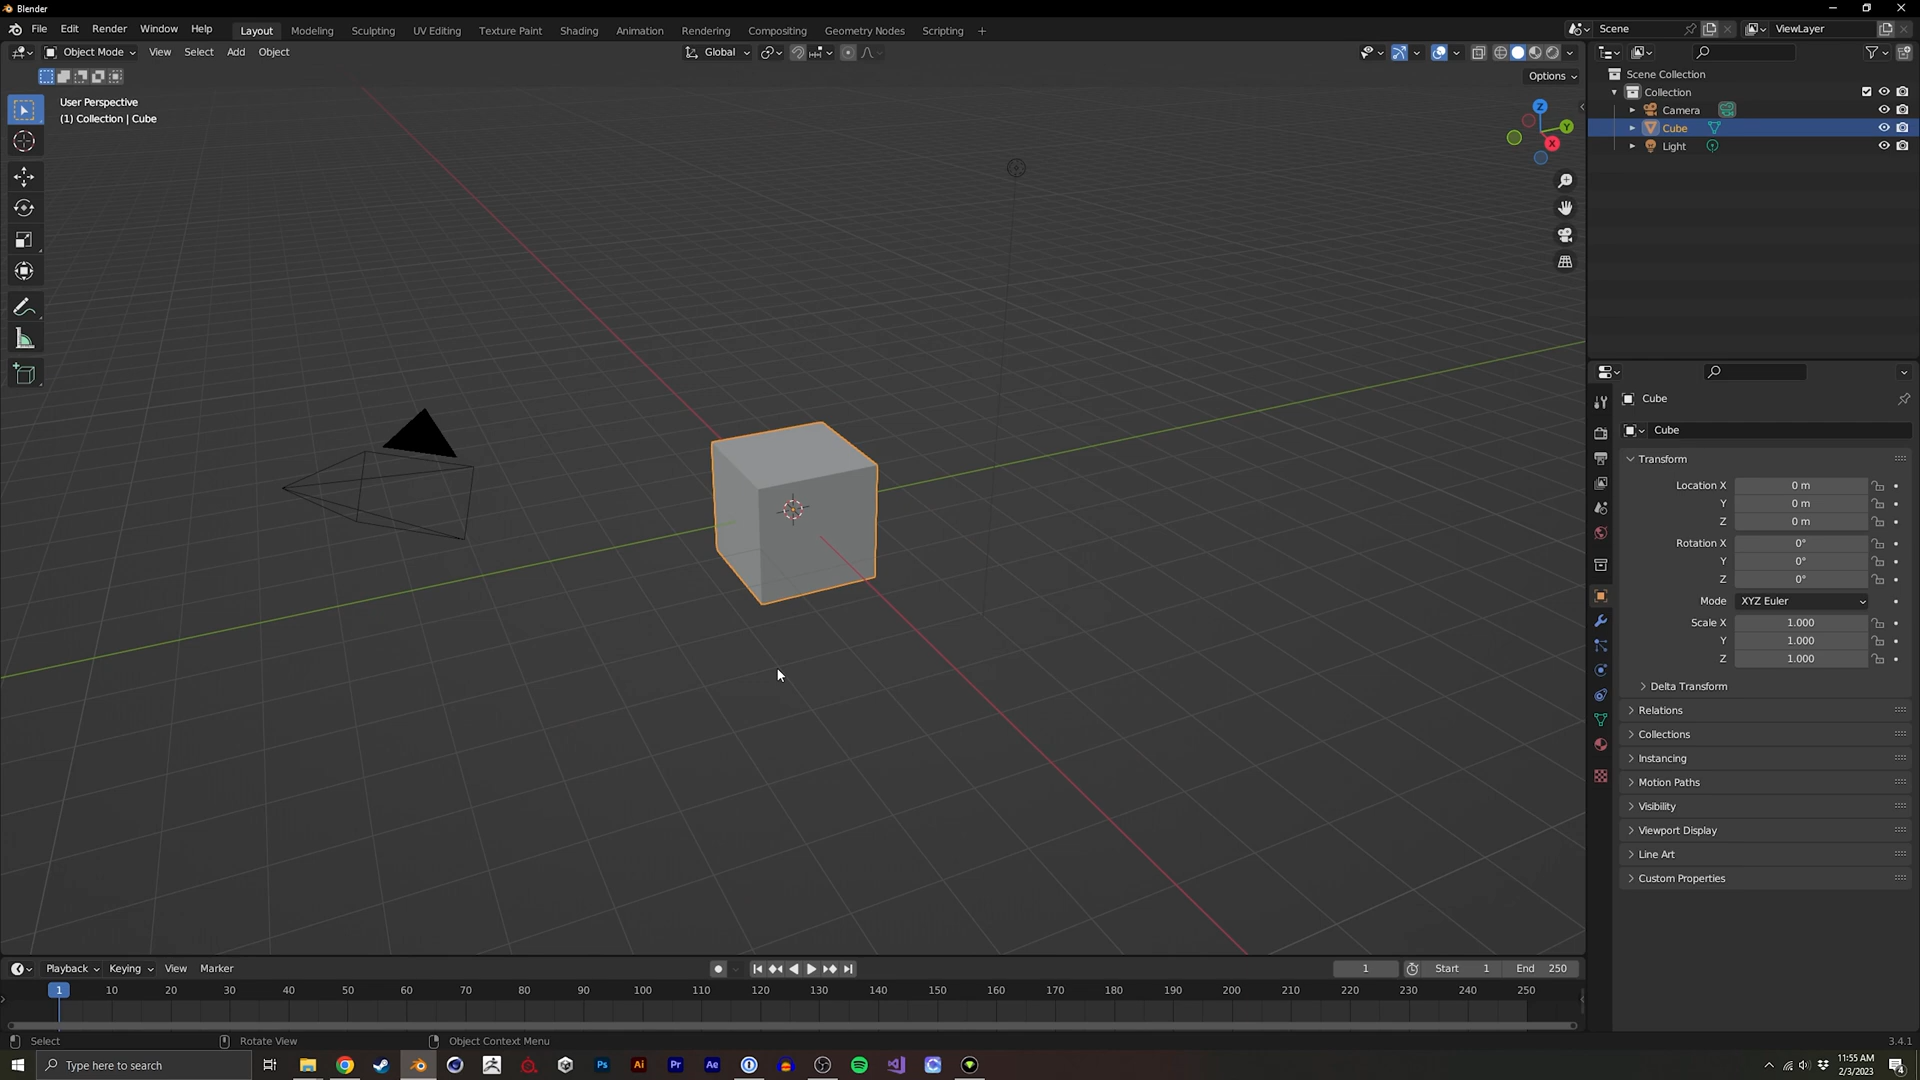 Blender
File Edit Render Window Help Layout Modeling Sculpting UV Editing Texture Paint Shading Animation Rendering Compositing Geometry Nodes Scripting + Scene ViewLayer
Object Mode View Select Add Object Global
Options
User Perspective
(1) Collection | Cube
Z
Y
X
Scene Collection
Collection
Camera
Cube
Light
Cube
Cube
Transform
Location X 0 m
Y 0 m
Z 0 m
Rotation X 0°
Y 0°
Z 0°
Mode XYZ Euler
Scale X 1.000
Y 1.000
Z 1.000
Delta Transform
Relations
Collections
Instancing
Motion Paths
Visibility
Viewport Display
Line Art
Custom Properties
Playback Keying View Marker 1 Start 1 End 250
1 10 20 30 40 50 60 70 80 90 100 110 120 130 140 150 160 170 180 190 200 210 220 230 240 250
Select Rotate View Object Context Menu 3.4.1
Type here to search Ps Ai Pr Ae 11:55 AM
2/3/2023 4